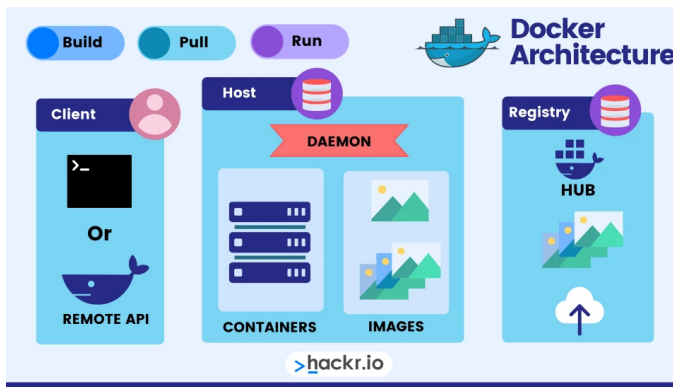 Build
Pull
Run
Docker
Architecture
Client
>_
Or
REMOTE API
Host
DAEMON
CONTAINERS
IMAGES
Registry
HUB
>hackr.io